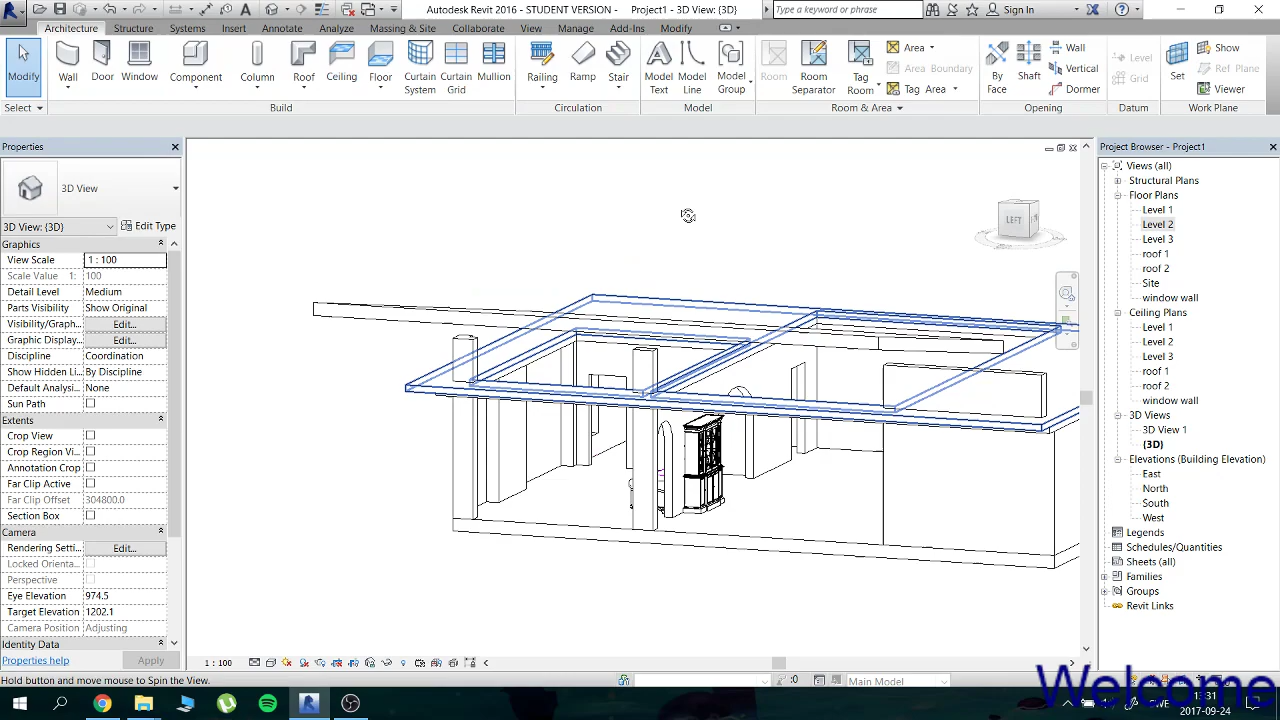 Autodesk Revit 2016 - STUDENT VERSION -    Project1 - 3D View: {3D}
Type a keyword or phrase
Sign In
Architecture Structure Systems Insert Annotate Analyze Massing & Site Collaborate View Manage Add-Ins Modify
Modify Wall Door Window Component Column Roof Ceiling Floor Curtain System Curtain Grid Mullion Railing Ramp Stair Model Text Model Line Model Group Room Room Separator Tag Room
Area
Area Boundary
Tag Area
By Face Shaft
Wall
Vertical
Dormer
Level
Grid
Set
Show
Ref Plane
Viewer
Select Build Circulation Model Room & Area Opening Datum Work Plane
Properties
3D View
3D View: {3D} Edit Type
Graphics
View Scale 1 : 100
Scale Value 1: 100
Detail Level Medium
Parts Visibility Show Original
Visibility/Graph... Edit...
Graphic Display... Edit...
Discipline Coordination
Show Hidden Li... By Discipline
Default Analysi... None
Sun Path
Extents
Crop View
Crop Region Vi...
Annotation Crop
Far Clip Active
Far Clip Offset 304800.0
Section Box
Camera
Rendering Setti... Edit...
Locked Orienta...
Perspective
Eye Elevation 974.5
Target Elevation 1202.1
Camera Position Adjusting
Identity Data
Properties help Apply
LEFT
Project Browser - Project1
Views (all)
Structural Plans
Floor Plans
Level 1
Level 2
Level 3
roof 1
roof 2
Site
window wall
Ceiling Plans
Level 1
Level 2
Level 3
roof 1
roof 2
window wall
3D Views
3D View 1
{3D}
Elevations (Building Elevation)
East
North
South
West
Legends
Schedules/Quantities
Sheets (all)
Families
Groups
Revit Links
1 : 100
Hold button and move mouse to Spin the View.
:0
Main Model
Welcome
SWE
13:31
2017-09-24